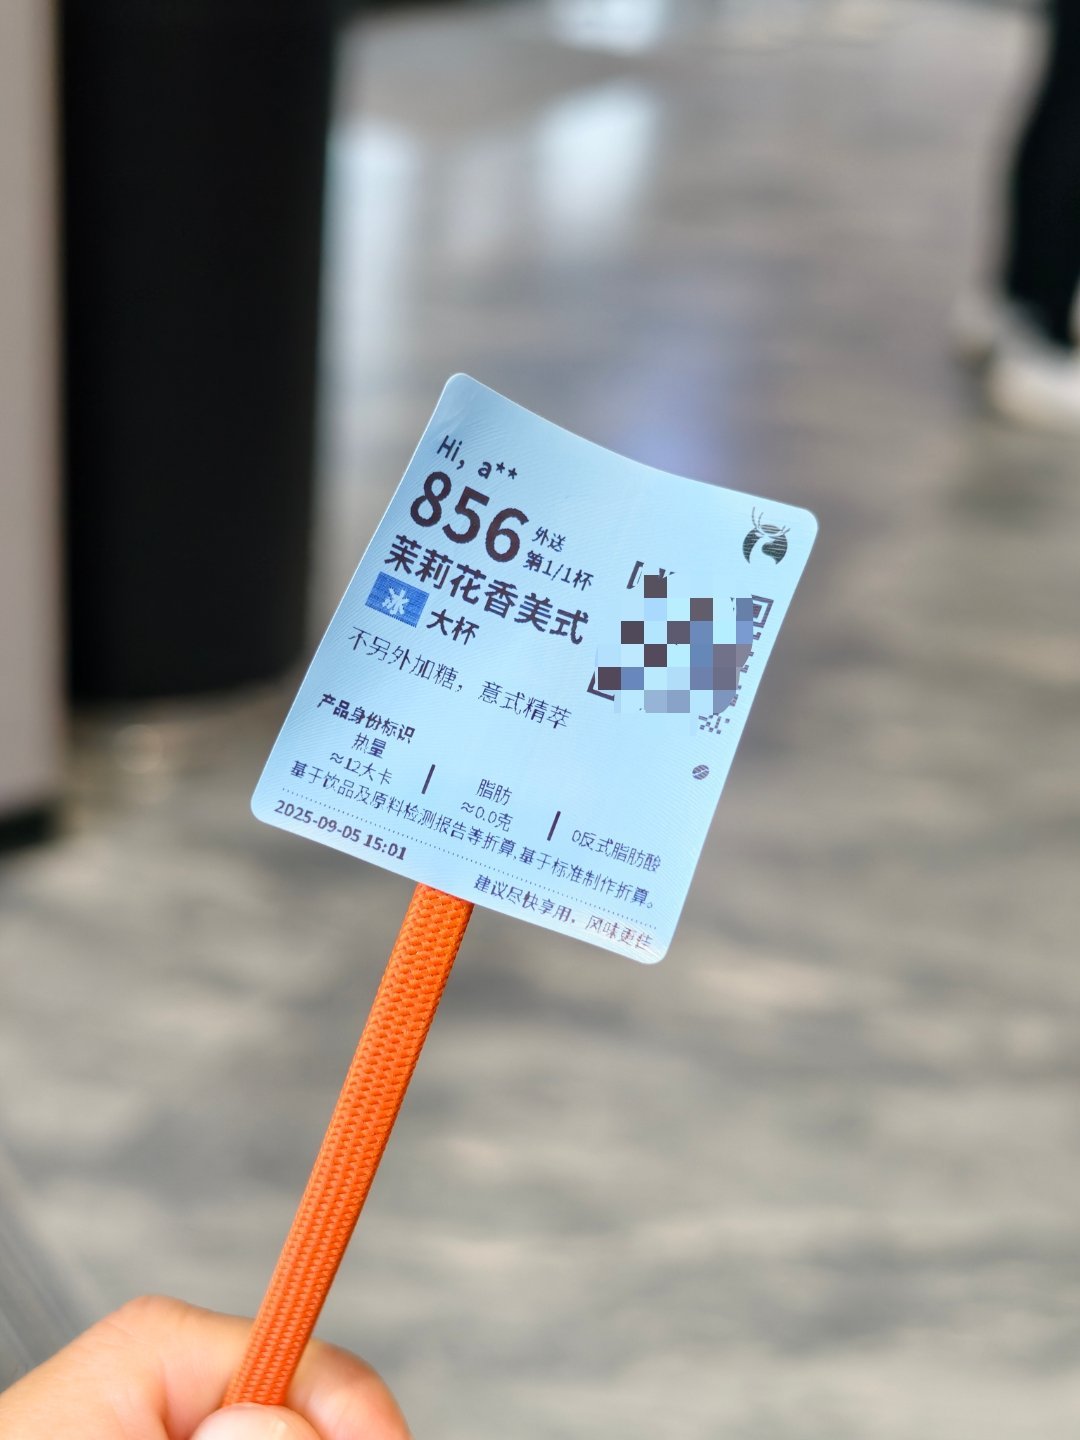 Hi, a**
856 外送
第1/1杯
茉莉花香美式
冰 大杯
不另外加糖，意式精萃
产品身份标识
热量
≈12大卡
脂肪
≈0.0克
0反式脂肪酸
基于饮品及原料检测报告等折算,基于标准制作折算。
2025-09-05 15:01
建议尽快享用，风味更佳